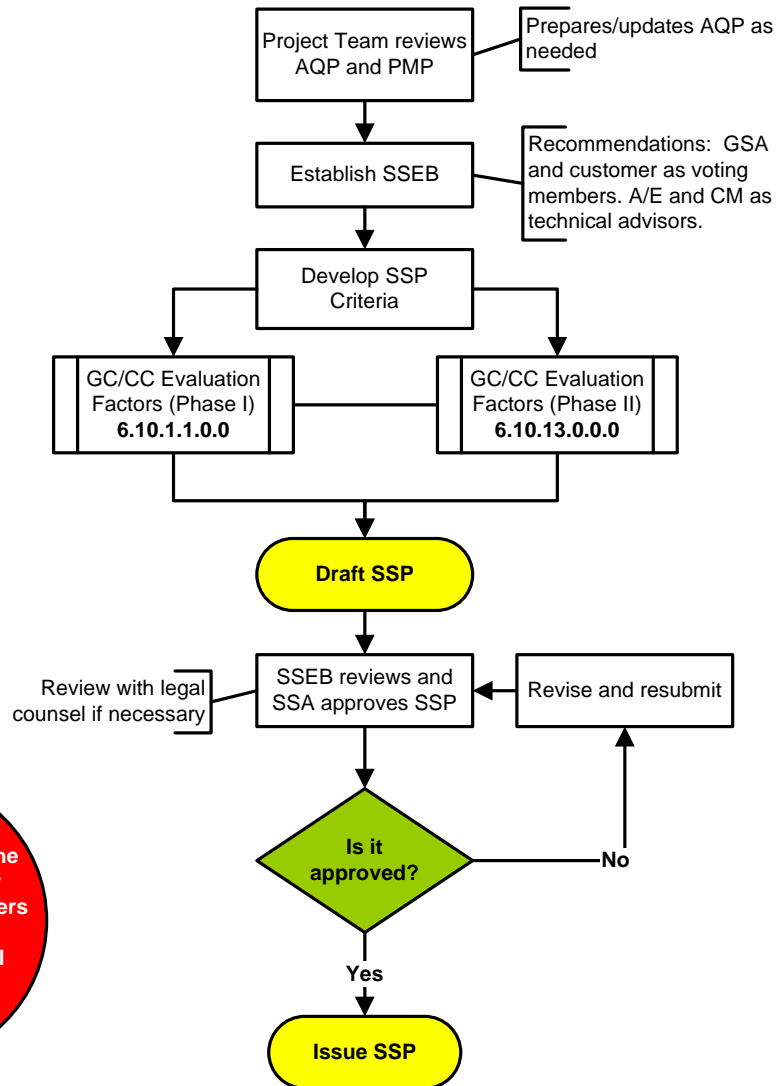 Project Team reviews
AQP and PMP
Prepares/updates AQP as
needed
Establish SSEB
Recommendations: GSA
and customer as voting
members. A/E and CM as
technical advisors.
Develop SSP
Criteria
GC/CC Evaluation
Factors (Phase I)
6.10.1.1.0.0
GC/CC Evaluation
Factors (Phase II)
6.10.13.0.0.0
Draft SSP
Review with legal
counsel if necessary
SSEB reviews and
SSA approves SSP
Revise and resubmit
Is it
approved?
No
Yes
Issue SSP